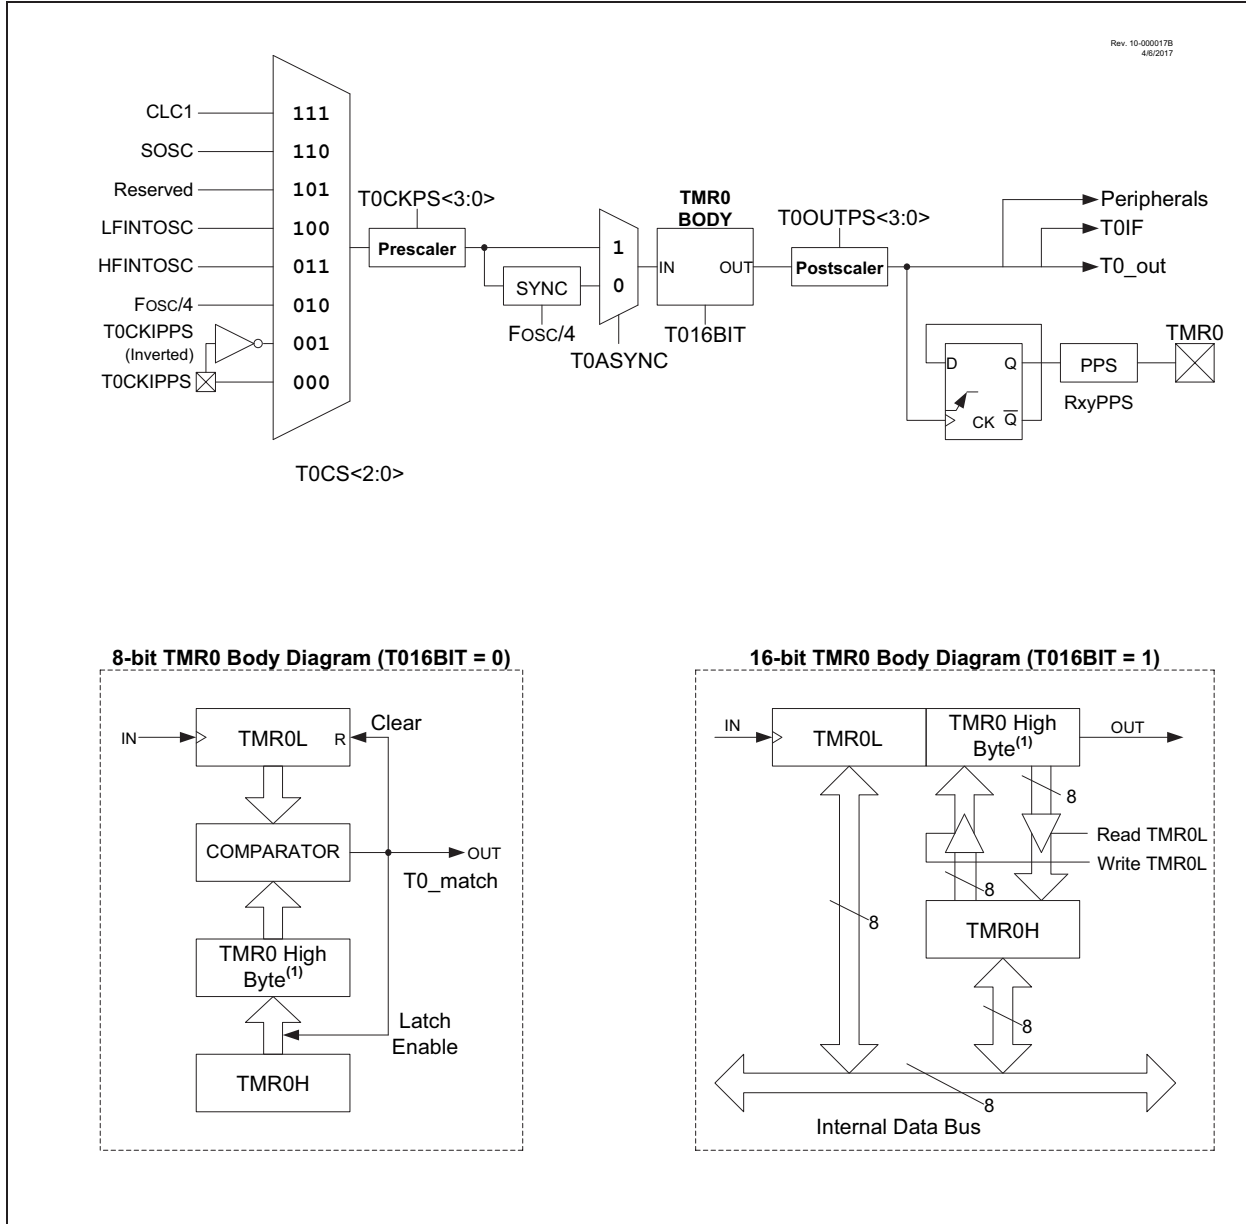 Rev. 10-000017B
4/6/2017
CLC1
111
SOSC
110
Reserved
101
LFINTOSC
100
HFINTOSC
011
FOSC/4
010
T0CKIPPS
(Inverted)
001
T0CKIPPS
000
T0CS<2:0>
T0CKPS<3:0>
Prescaler
SYNC
FOSC/4
1
0
T0ASYNC
TMR0
BODY
IN
OUT
T016BIT
T0OUTPS<3:0>
Postscaler
Peripherals
T0IF
T0_out
D
Q
CK
Q
PPS
RxyPPS
TMR0
8-bit TMR0 Body Diagram (T016BIT = 0)
IN
TMR0L
R
Clear
COMPARATOR
OUT
T0_match
TMR0 High
Byte(1)
Latch
Enable
TMR0H
16-bit TMR0 Body Diagram (T016BIT = 1)
IN
TMR0L
TMR0 High
Byte(1)
OUT
8
Read TMR0L
Write TMR0L
8
TMR0H
8
8
8
Internal Data Bus